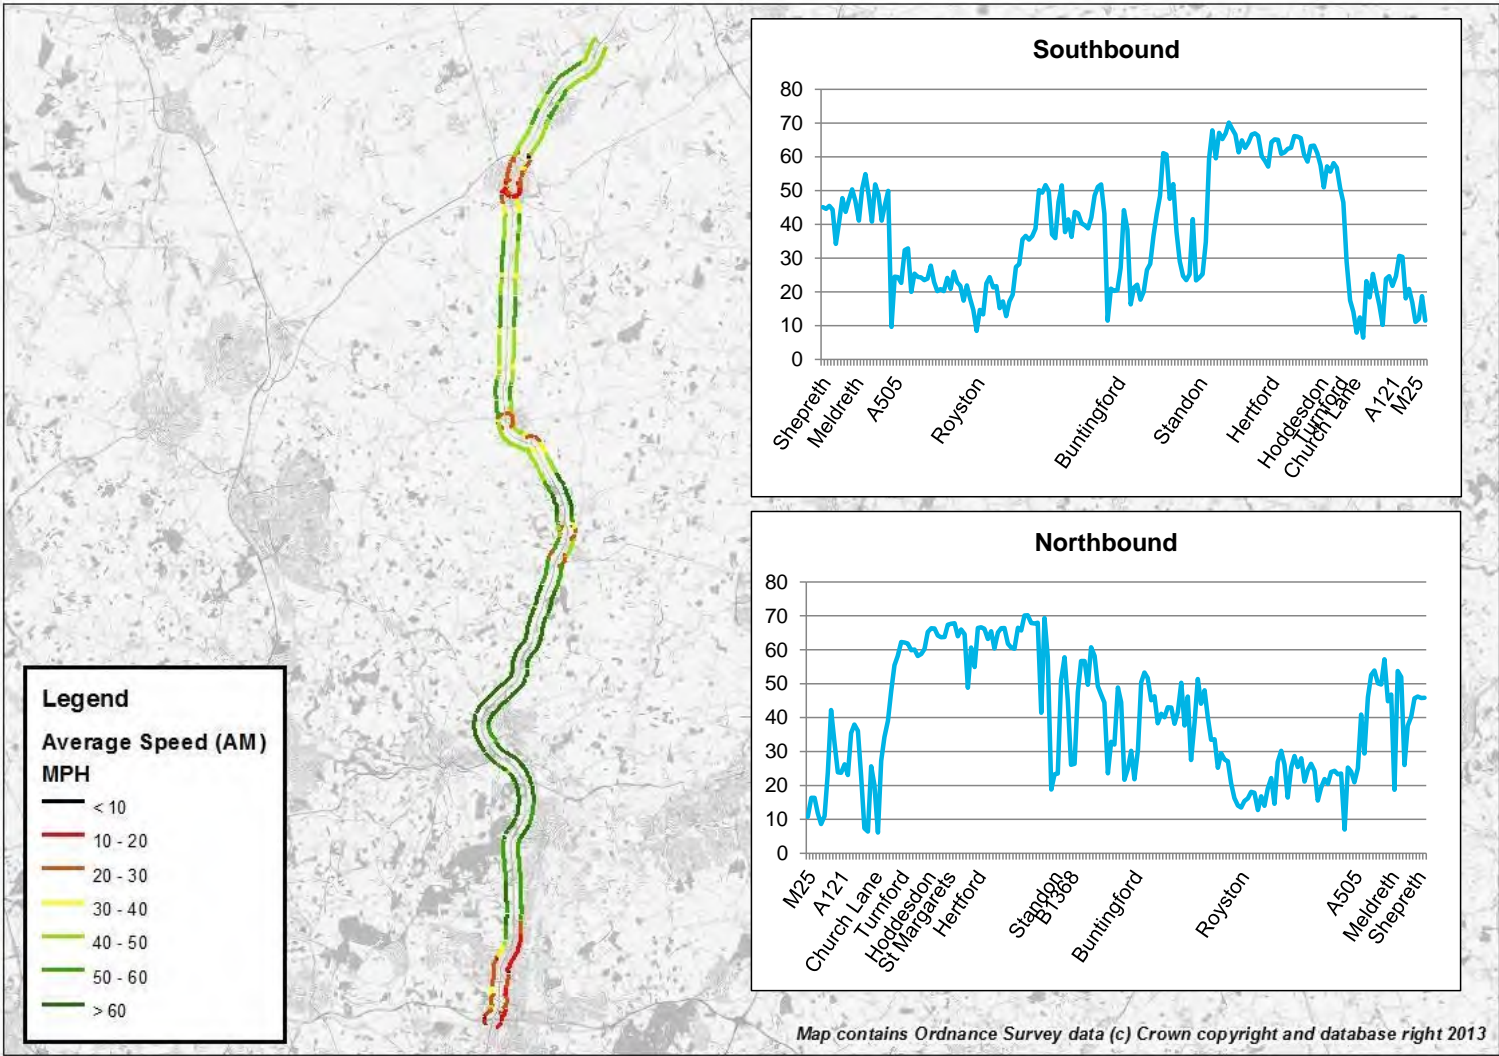 Southbound
80
70
60
50
40
30
20
10
0
Shepreth
Meldreth
A505
Royston
Buntingford
Standon
Hertford
Hoddesdon
Turnford
Church Lane
A121
M25
Northbound
80
70
60
50
40
30
20
10
0
M25
A121
Church Lane
Turnford
Hoddesdon
St Margarets
Hertford
Standon
B1368
Buntingford
Royston
A505
Meldreth
Shepreth
Legend
Average Speed (AM)
MPH
< 10
10 - 20
20 - 30
30 - 40
40 - 50
50 - 60
> 60
Map contains Ordnance Survey data (c) Crown copyright and database right 2013